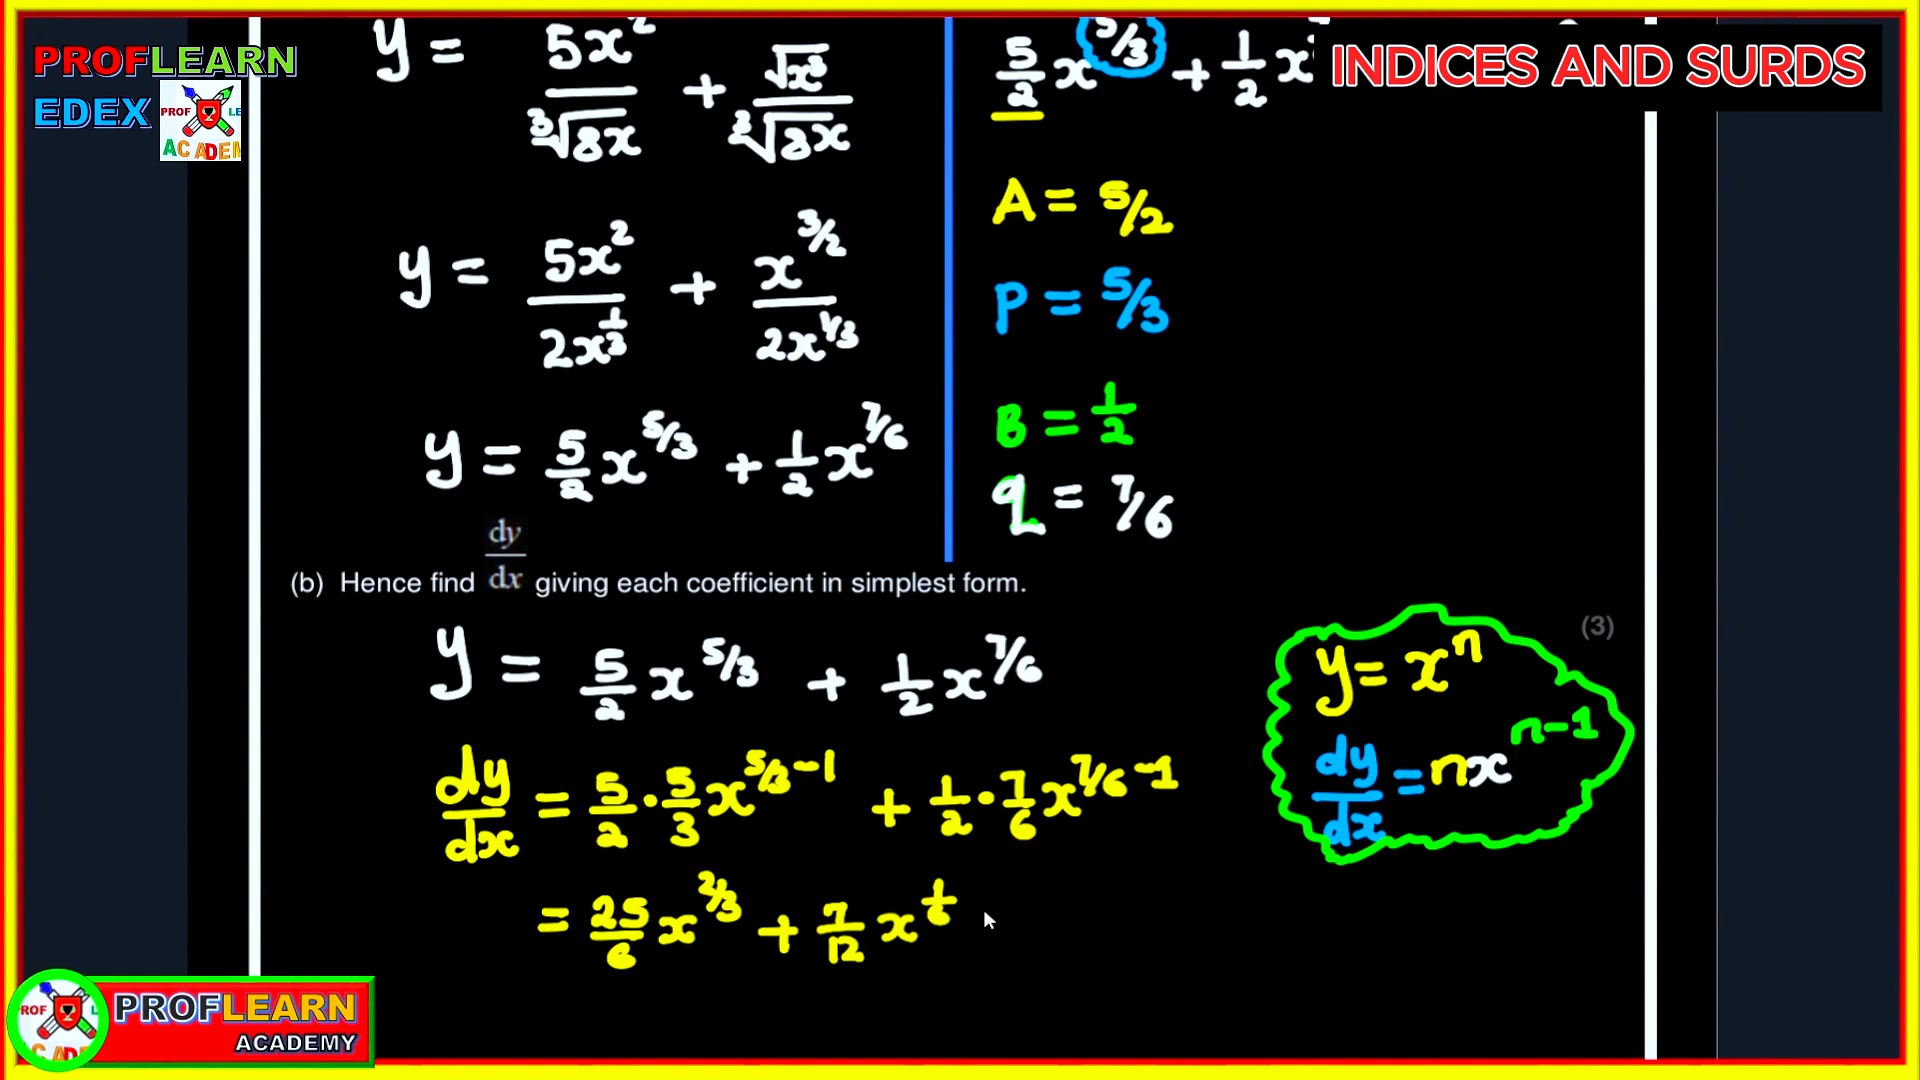 PROFLEARN
EDEX
PROF LE
ACADEM
INDICES AND SURDS
y = 5x² / ∛8x + √x³ / ∛8x
y = 5x² / 2x^1/3 + x^3/2 / 2x^1/3
y = 5/2 x^5/3 + 1/2 x^7/6
5/2 x^5/3 + 1/2 x
A = 5/2
P = 5/3
B = 1/2
q = 7/6
(b) Hence find dy/dx giving each coefficient in simplest form.
(3)
y = 5/2 x^5/3 + 1/2 x^7/6
dy/dx = 5/2 · 5/3 x^5/3-1 + 1/2 · 7/6 x^7/6-1
= 25/6 x^2/3 + 7/12 x^1/6
y = x^n
dy/dx = nx^n-1
PROFLEARN
ACADEMY